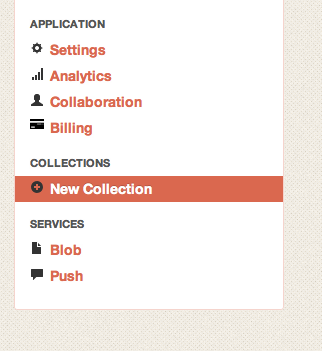 APPLICATION
Settings
Analytics
Collaboration
Billing
COLLECTIONS
New Collection
SERVICES
Blob
Push